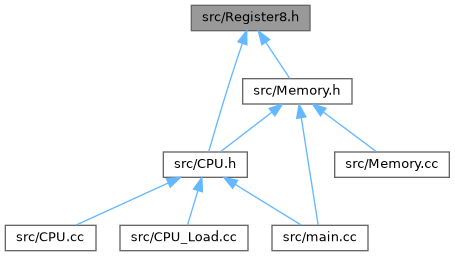 src/Register8.h
src/Memory.h
src/CPU.h
src/Memory.cc
src/CPU.cc
src/CPU_Load.cc
src/main.cc